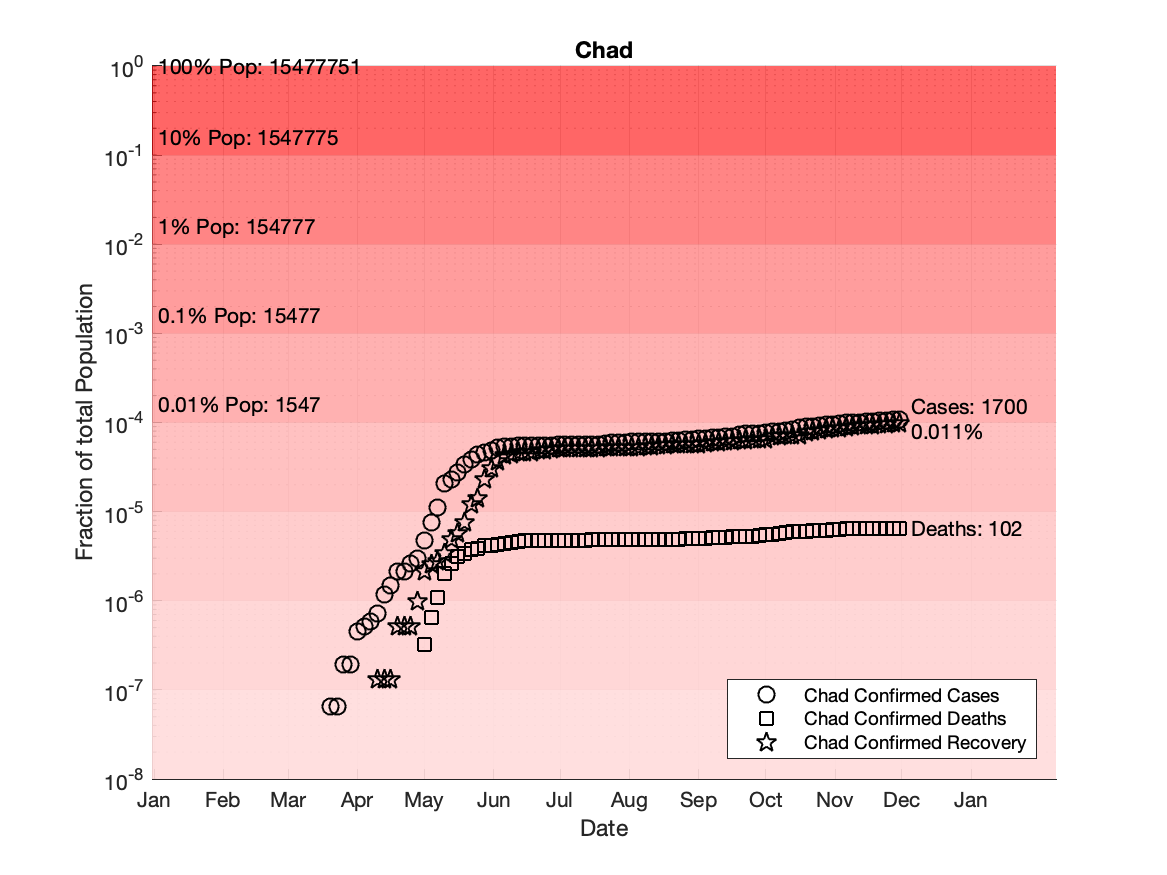 Chad
10^0
100% Pop: 15477751
10% Pop: 1547775
10^-1
1% Pop: 154777
10^-2
0.1% Pop: 15477
10^-3
0.01% Pop: 1547
10^-4
Cases: 1700
0.011%
10^-5
Deaths: 102
10^-6
10^-7
10^-8
Fraction of total Population
Chad Confirmed Cases
Chad Confirmed Deaths
Chad Confirmed Recovery
Jan Feb Mar Apr May Jun Jul Aug Sep Oct Nov Dec Jan
Date